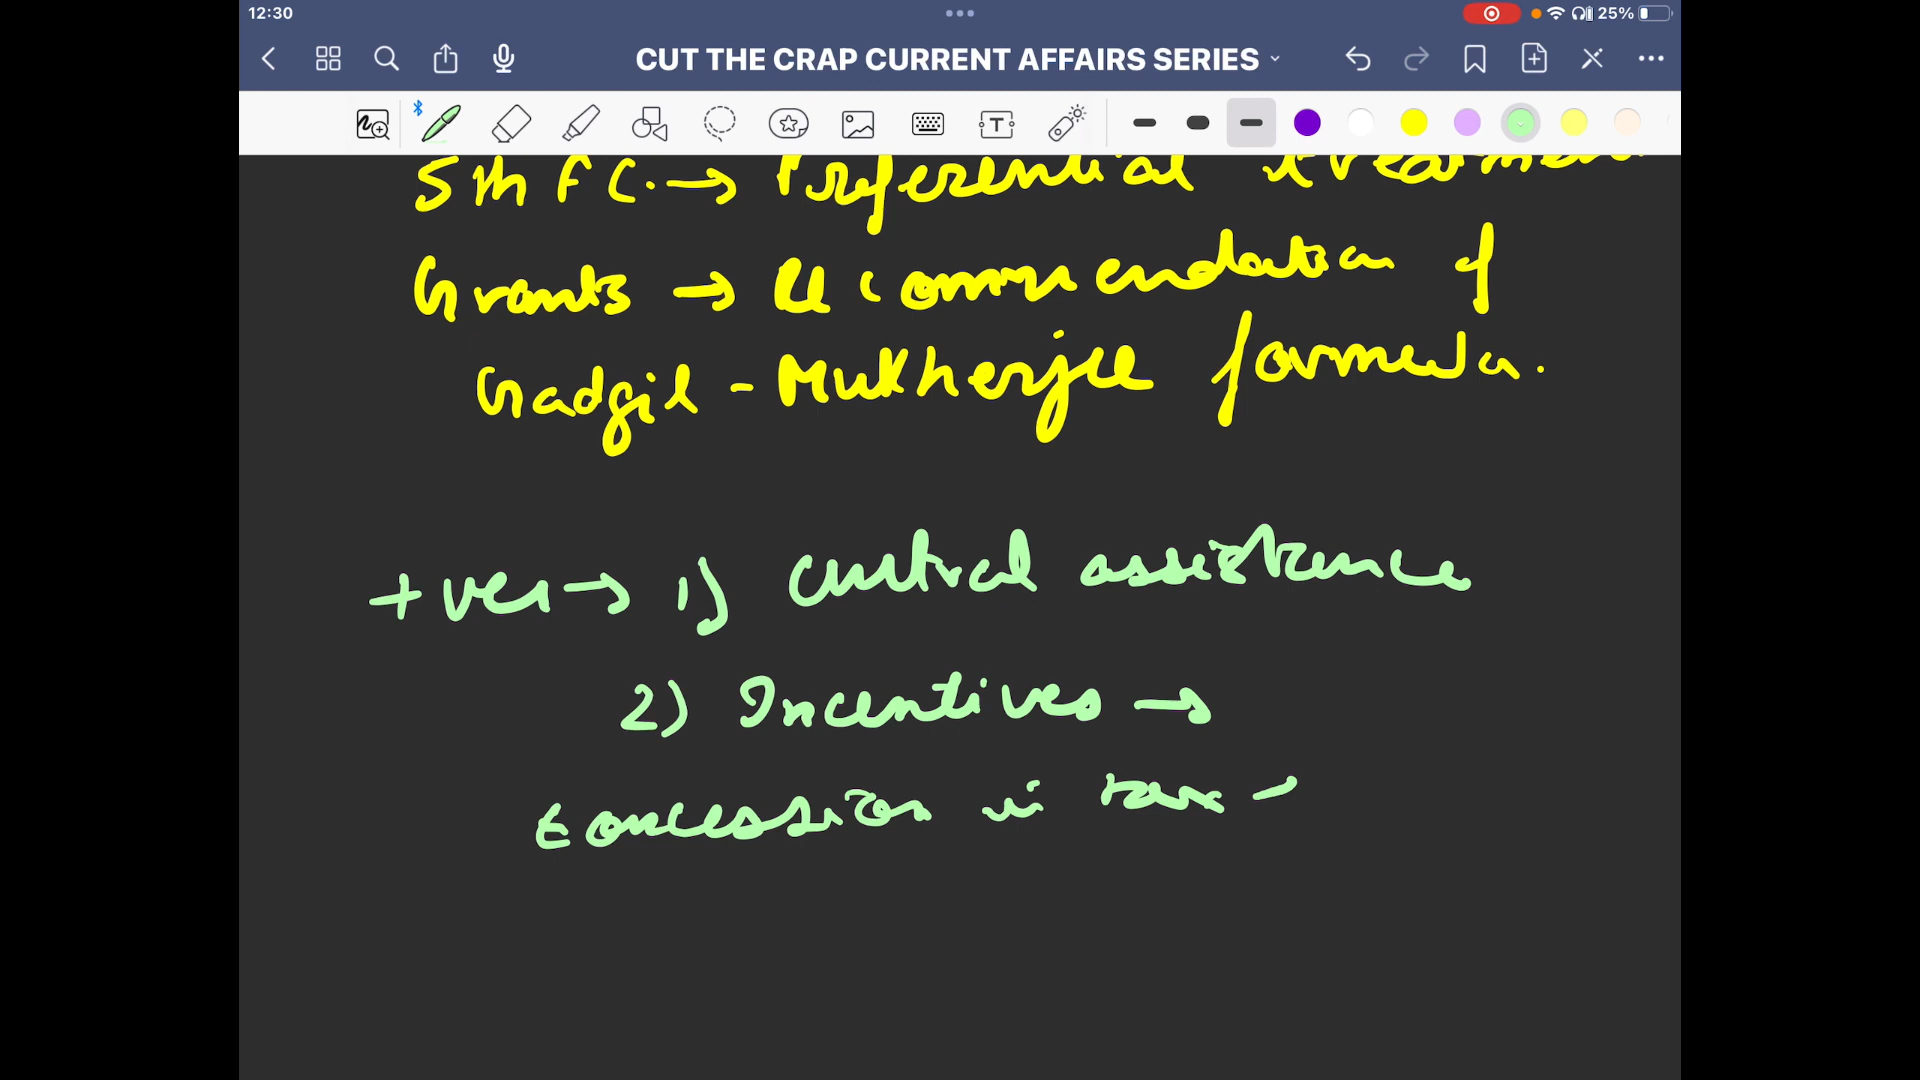 12:30
25%
CUT THE CRAP CURRENT AFFAIRS SERIES
5th F C. → Preferential treatment
Grants → Recommendation of
Gadgil - Mukherjee formula.
+ves → 1) central assistance
2) Incentives →
concession in tax -